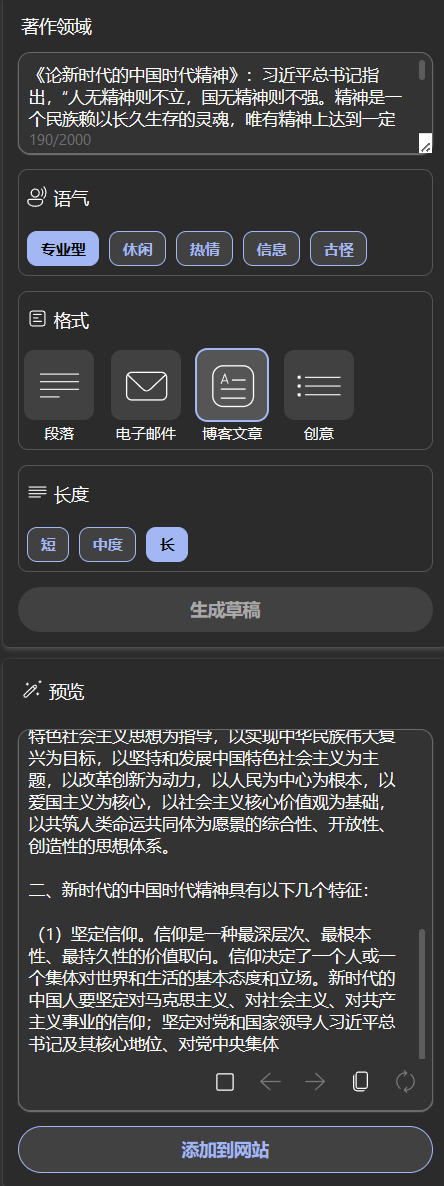 著作领域
《论新时代的中国时代精神》：习近平总书记指
出，“人无精神则不立，国无精神则不强。精神是一
个民族赖以长久生存的灵魂，唯有精神上达到一定
190/2000
语气
专业型 休闲 热情 信息 古怪
格式
段落 电子邮件 博客文章 创意
长度
短 中度 长
生成草稿
预览
特色社会主义思想为指导，以实现中华民族伟大复
兴为目标，以坚持和发展中国特色社会主义为主
题，以改革创新为动力，以人民为中心为根本，以
爱国主义为核心，以社会主义核心价值观为基础，
以共筑人类命运共同体为愿景的综合性、开放性、
创造性的思想体系。
二、新时代的中国时代精神具有以下几个特征：
（1）坚定信仰。信仰是一种最深层次、最根本
性、最持久性的价值取向。信仰决定了一个人或一
个集体对世界和生活的基本态度和立场。新时代的
中国人要坚定对马克思主义、对社会主义、对共产
主义事业的信仰；坚定对党和国家领导人习近平总
书记及其核心地位、对党中央集体
添加到网站